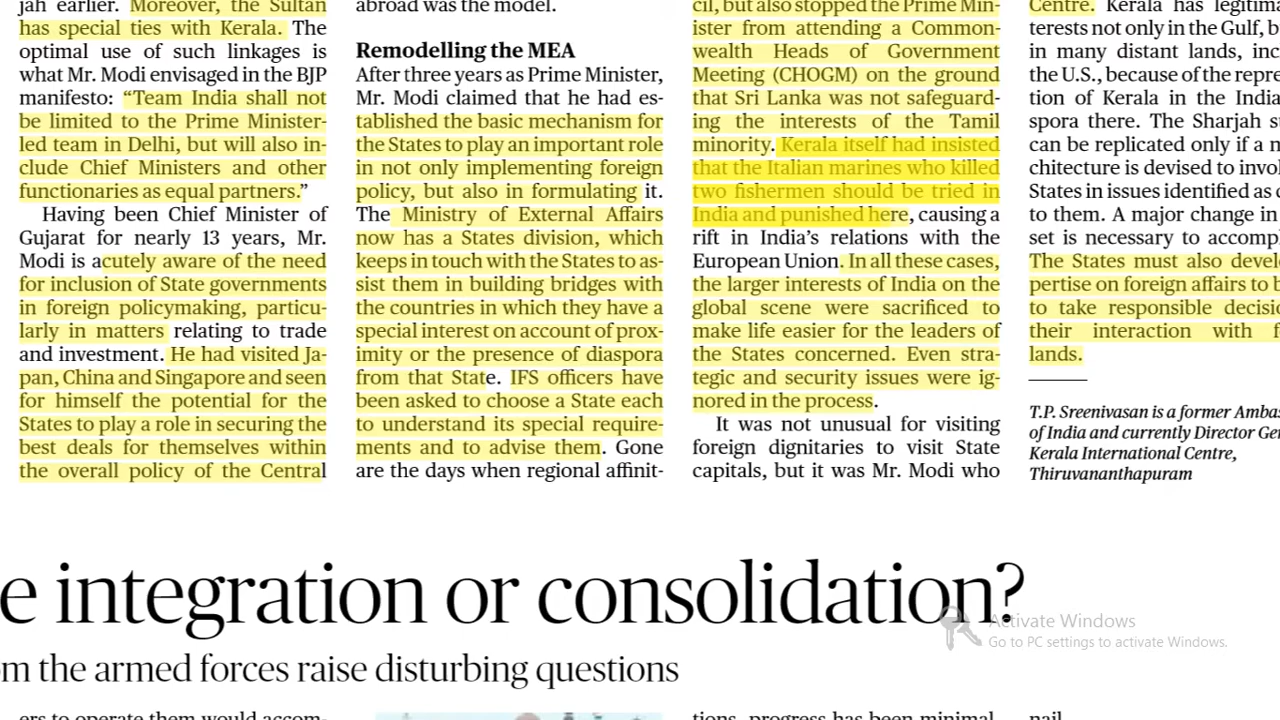 jah earlier. Moreover, the Sultan
has special ties with Kerala. The
optimal use of such linkages is
what Mr. Modi envisaged in the BJP
manifesto: “Team India shall not
be limited to the Prime Minister-
led team in Delhi, but will also in-
clude Chief Ministers and other
functionaries as equal partners.”
Having been Chief Minister of
Gujarat for nearly 13 years, Mr.
Modi is acutely aware of the need
for inclusion of State governments
in foreign policymaking, particu-
larly in matters relating to trade
and investment. He had visited Ja-
pan, China and Singapore and seen
for himself the potential for the
States to play a role in securing the
best deals for themselves within
the overall policy of the Central
abroad was the model.
Remodelling the MEA
After three years as Prime Minister,
Mr. Modi claimed that he had es-
tablished the basic mechanism for
the States to play an important role
in not only implementing foreign
policy, but also in formulating it.
The Ministry of External Affairs
now has a States division, which
keeps in touch with the States to as-
sist them in building bridges with
the countries in which they have a
special interest on account of prox-
imity or the presence of diaspora
from that State. IFS officers have
been asked to choose a State each
to understand its special require-
ments and to advise them. Gone
are the days when regional affinit-
cil, but also stopped the Prime Min-
ister from attending a Common-
wealth Heads of Government
Meeting (CHOGM) on the ground
that Sri Lanka was not safeguard-
ing the interests of the Tamil
minority. Kerala itself had insisted
that the Italian marines who killed
two fishermen should be tried in
India and punished here, causing a
rift in India’s relations with the
European Union. In all these cases,
the larger interests of India on the
global scene were sacrificed to
make life easier for the leaders of
the States concerned. Even stra-
tegic and security issues were ig-
nored in the process.
It was not unusual for visiting
foreign dignitaries to visit State
capitals, but it was Mr. Modi who
Centre. Kerala has legitima
terests not only in the Gulf, b
in many distant lands, inc
the U.S., because of the repre
tion of Kerala in the India
spora there. The Sharjah s
can be replicated only if a m
chitecture is devised to invol
States in issues identified as c
to them. A major change in
set is necessary to accompl
The States must also devel
pertise on foreign affairs to b
to take responsible decisio
their interaction with f
lands.
T.P. Sreenivasan is a former Ambas
of India and currently Director Gen
Kerala International Centre,
Thiruvananthapuram
e integration or consolidation?
om the armed forces raise disturbing questions
Activate Windows
Go to PC settings to activate Windows.
ers to operate them would accom-
tions, progress has been minimal
nail